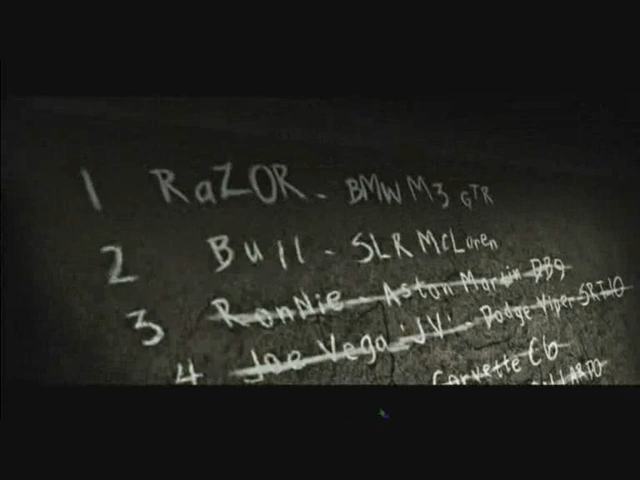 1 RaZOR - BMW M3 GTR
2 Bull - SLR McLaren
3 Ronnie - Aston Martin DB9
4 Joe Vega 'JV' - Dodge Viper SRT10
Corvette C6